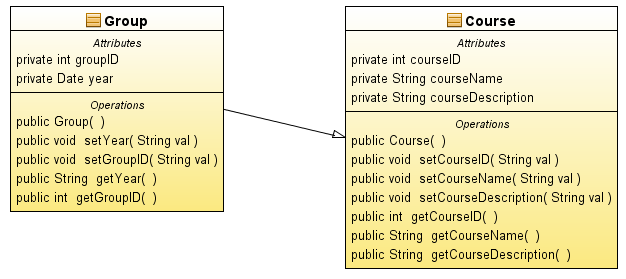 Group
Attributes
private int groupID
private Date year
Operations
public Group( )
public void setYear( String val )
public void setGroupID( String val )
public String getYear( )
public int getGroupID( )
Course
Attributes
private int courseID
private String courseName
private String courseDescription
Operations
public Course( )
public void setCourseID( String val )
public void setCourseName( String val )
public void setCourseDescription( String val )
public int getCourseID( )
public String getCourseName( )
public String getCourseDescription( )